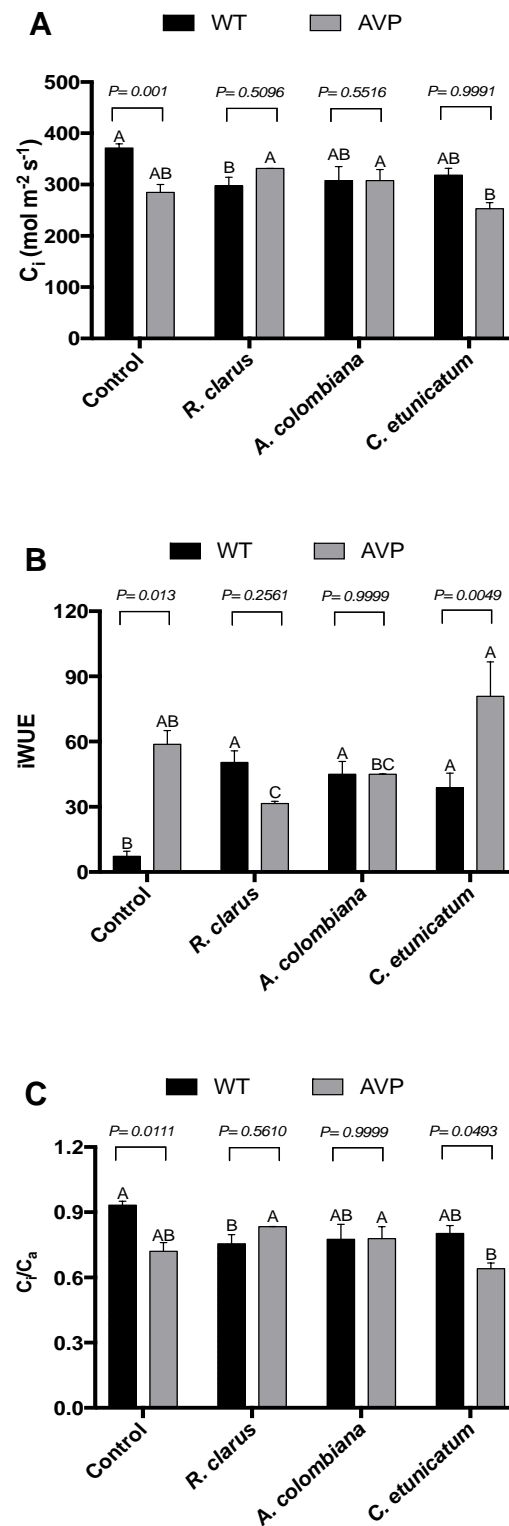 A
WT AVP
P= 0.001 P= 0.5096 P= 0.5516 P= 0.9991
500
400
300
200
100
0
Ci (mol m-2 s-1)
A AB B A AB A AB B
Control R. clarus A. colombiana C. etunicatum
B
WT AVP
P= 0.013 P= 0.2561 P= 0.9999 P= 0.0049
120
90
60
30
0
iWUE
B AB A C A BC A A
Control R. clarus A. colombiana C. etunicatum
C
WT AVP
P= 0.0111 P= 0.5610 P= 0.9999 P= 0.0493
1.2
0.9
0.6
0.3
0.0
Ci/Ca
A AB B A AB A AB B
Control R. clarus A. colombiana C. etunicatum